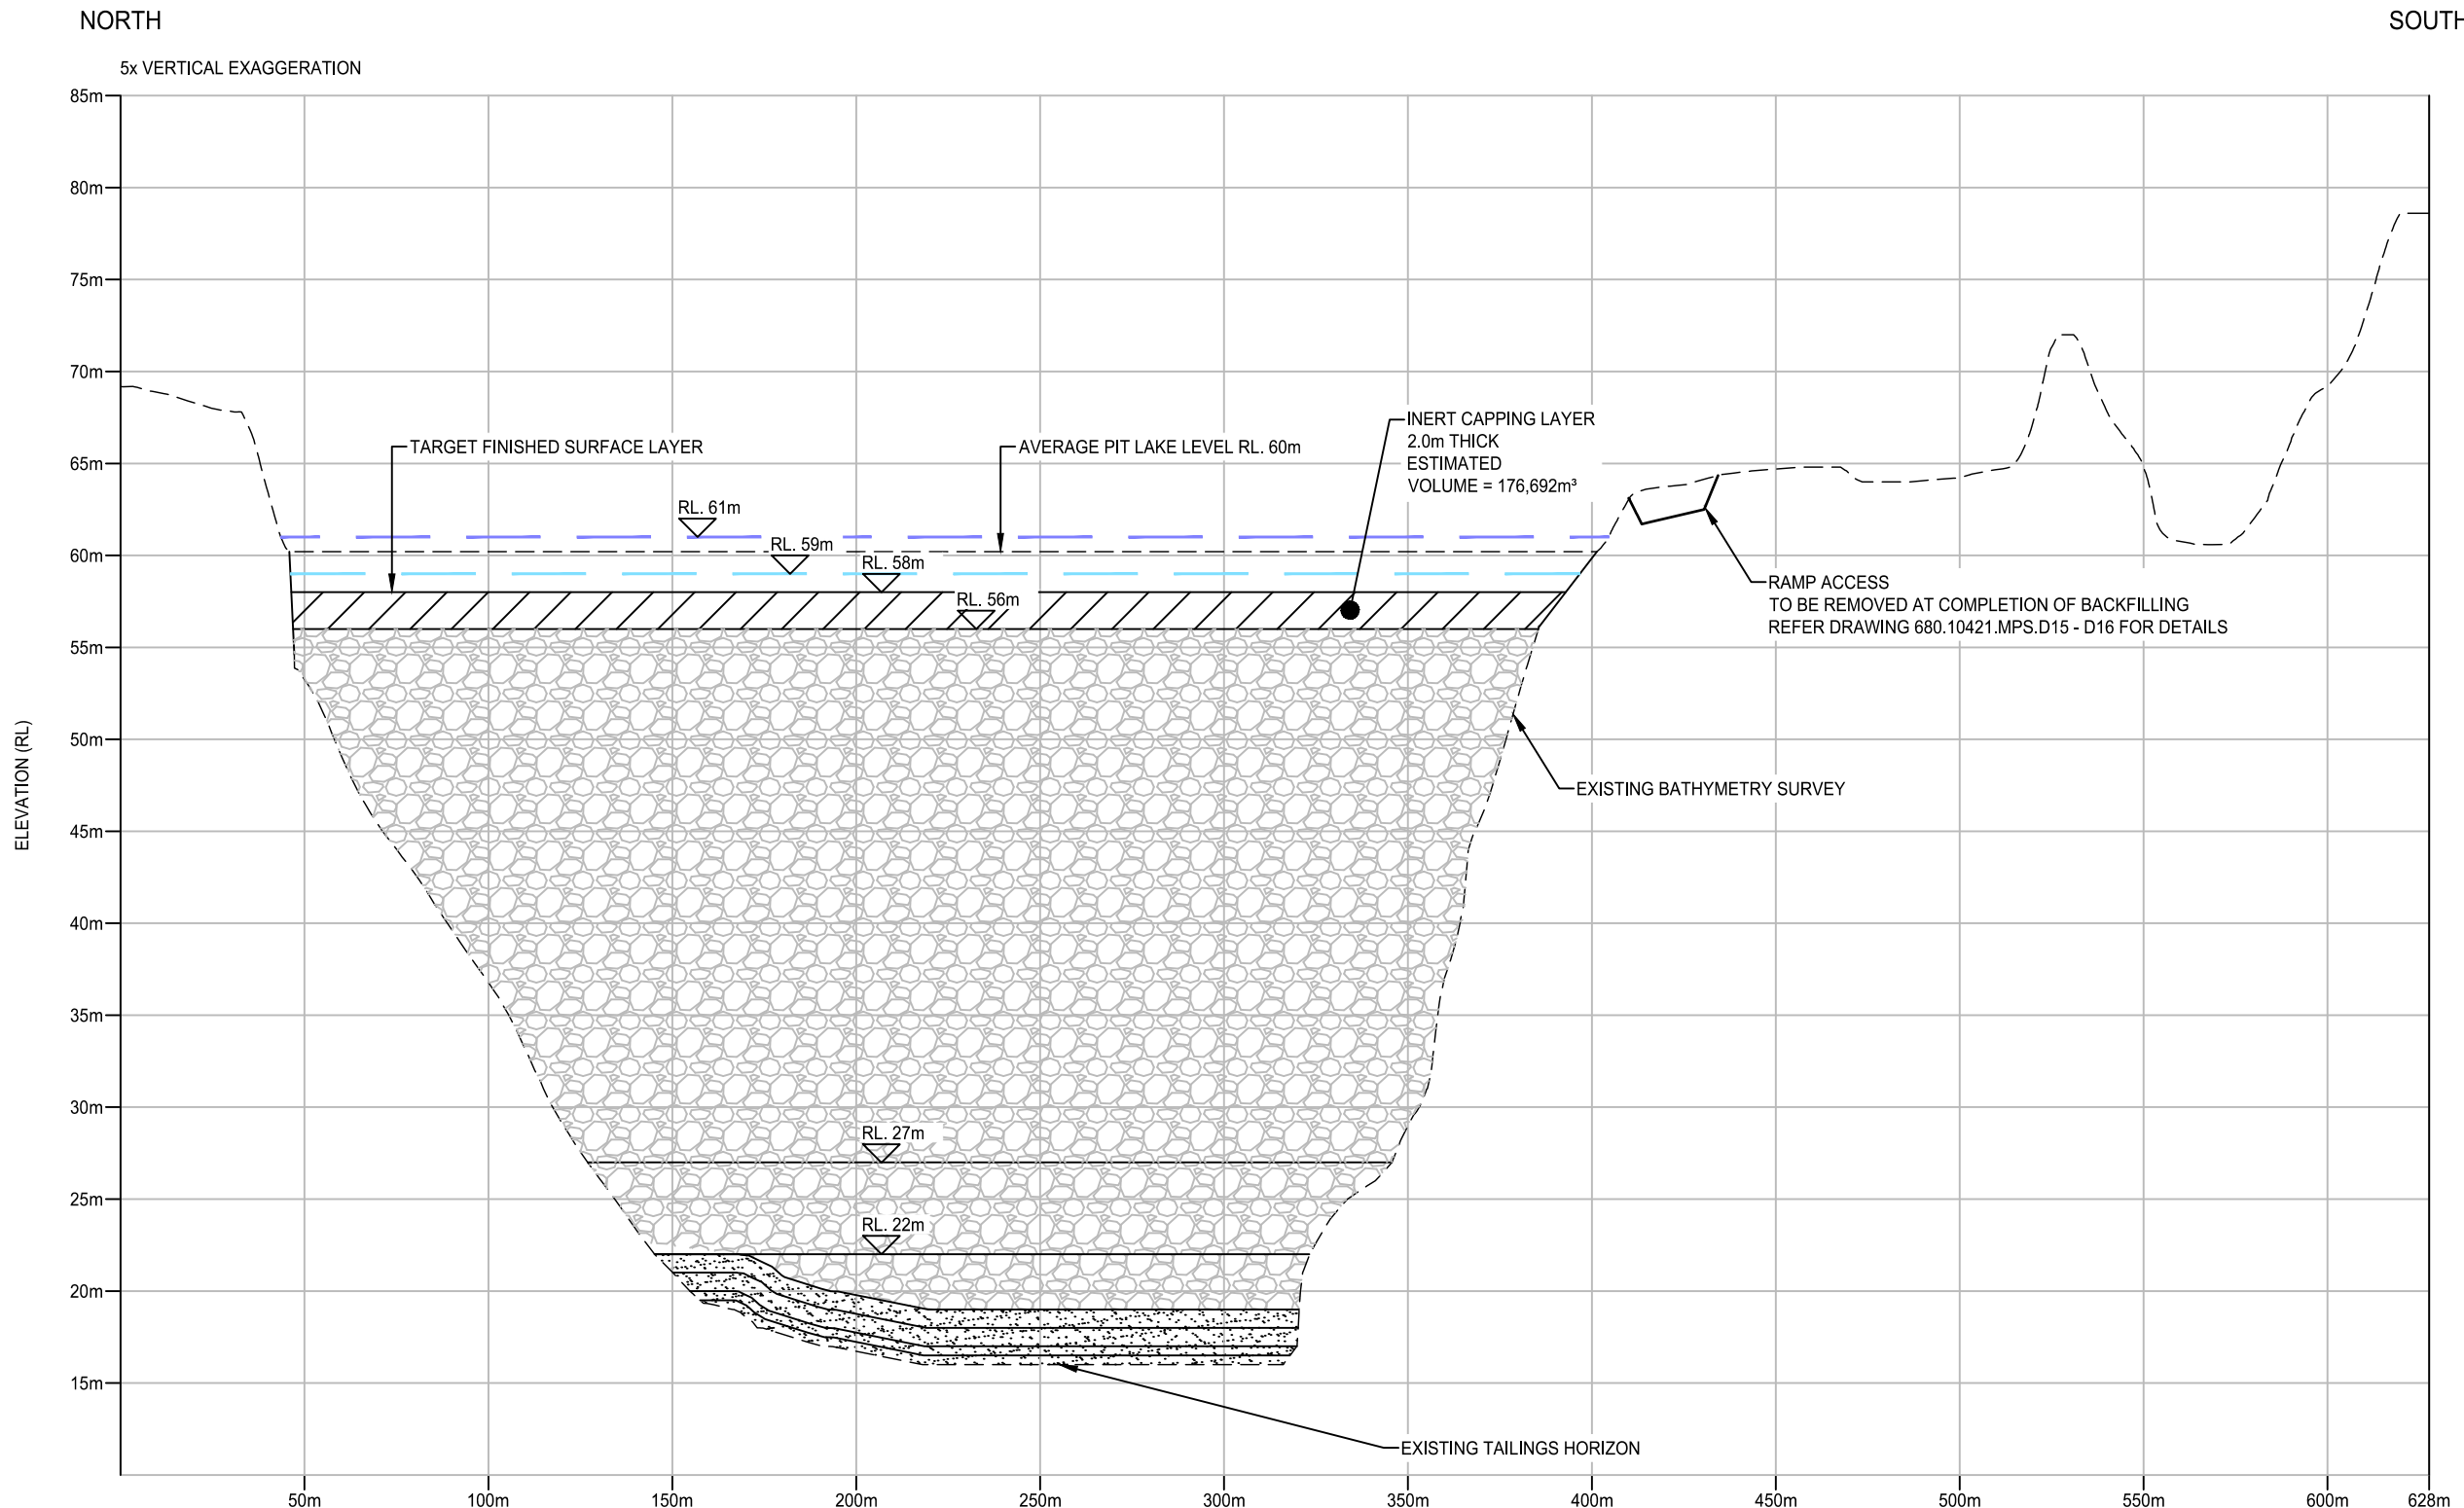 NORTH
SOUTH
5x VERTICAL EXAGGERATION
85m
80m
75m
70m
65m
60m
55m
50m
45m
40m
35m
30m
25m
20m
15m
ELEVATION (RL)
TARGET FINISHED SURFACE LAYER
AVERAGE PIT LAKE LEVEL RL. 60m
INERT CAPPING LAYER
2.0m THICK
ESTIMATED
VOLUME = 176,692m³
RL. 61m
RL. 59m
RL. 58m
RL. 56m
RAMP ACCESS
TO BE REMOVED AT COMPLETION OF BACKFILLING
REFER DRAWING 680.10421.MPS.D15 - D16 FOR DETAILS
EXISTING BATHYMETRY SURVEY
RL. 27m
RL. 22m
EXISTING TAILINGS HORIZON
50m
100m
150m
200m
250m
300m
350m
400m
450m
500m
550m
600m
628m